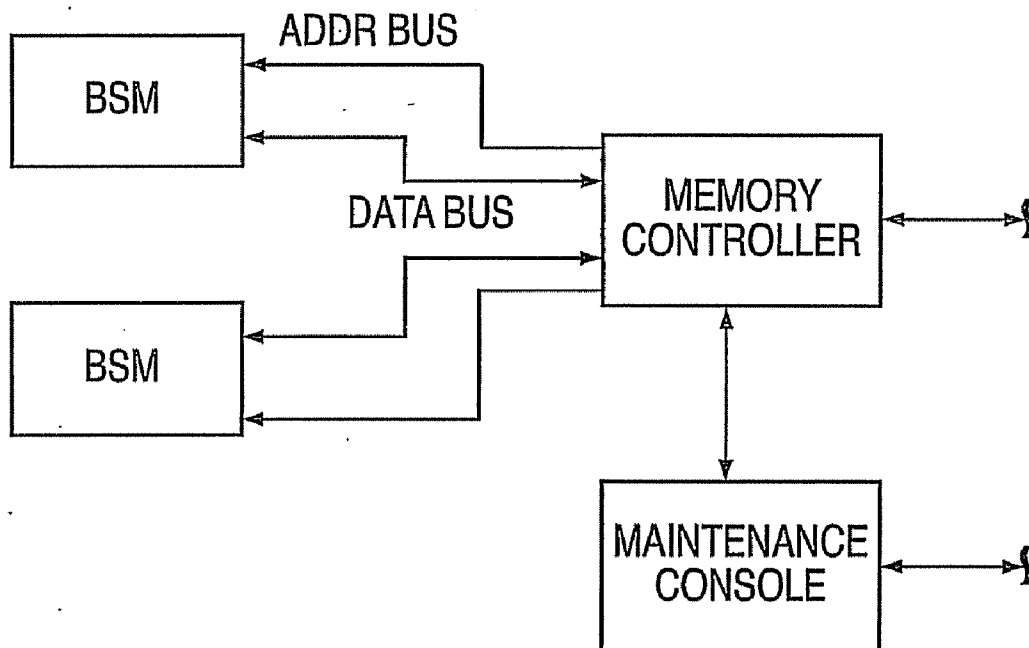 ADDR BUS
BSM
MEMORY
CONTROLLER
DATA BUS
BSM
MAINTENANCE
CONSOLE